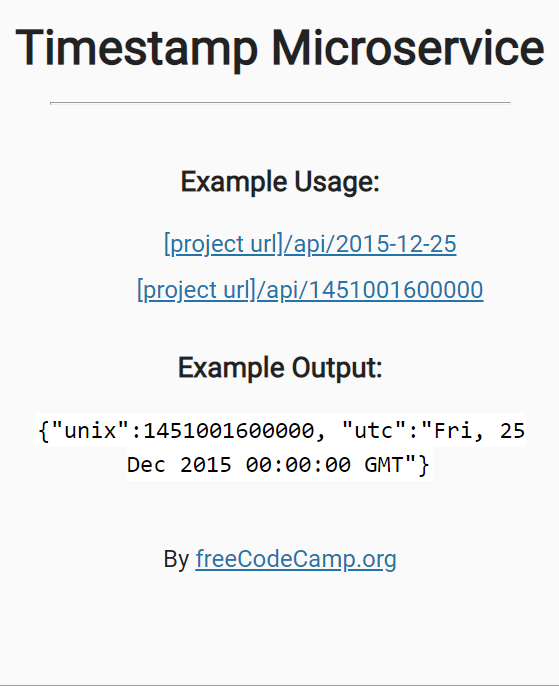 Timestamp Microservice
Example Usage:
[project url]/api/2015-12-25
[project url]/api/1451001600000
Example Output:
{"unix":1451001600000, "utc":"Fri, 25
Dec 2015 00:00:00 GMT"}
By freeCodeCamp.org